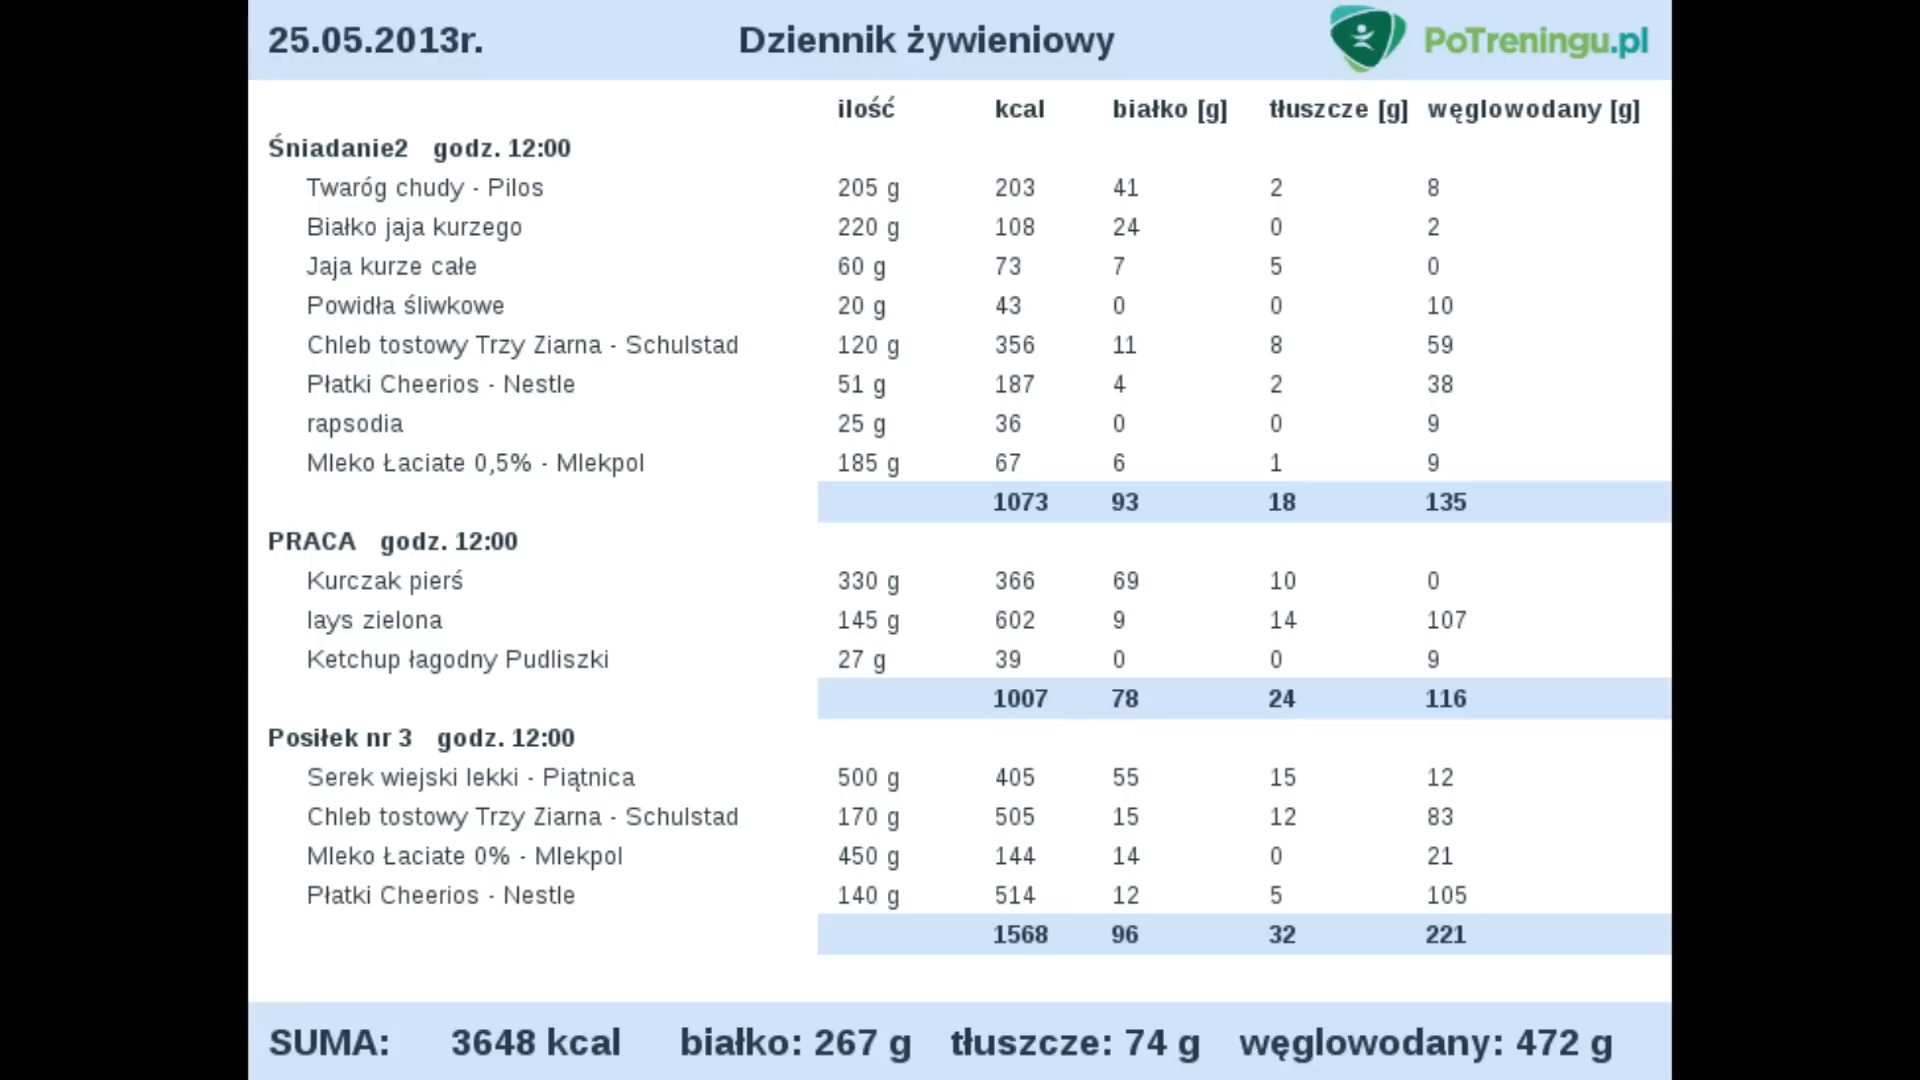 25.05.2013r. Dziennik żywieniowy PoTreningu.pl
ilość kcal białko [g] tłuszcze [g] węglowodany [g]
Śniadanie2 godz. 12:00
Twaróg chudy - Pilos 205 g 203 41 2 8
Białko jaja kurzego 220 g 108 24 0 2
Jaja kurze całe 60 g 73 7 5 0
Powidła śliwkowe 20 g 43 0 0 10
Chleb tostowy Trzy Ziarna - Schulstad 120 g 356 11 8 59
Płatki Cheerios - Nestle 51 g 187 4 2 38
rapsodia 25 g 36 0 0 9
Mleko Łaciate 0,5% - Mlekpol 185 g 67 6 1 9
1073 93 18 135
PRACA godz. 12:00
Kurczak pierś 330 g 366 69 10 0
lays zielona 145 g 602 9 14 107
Ketchup łagodny Pudliszki 27 g 39 0 0 9
1007 78 24 116
Posiłek nr 3 godz. 12:00
Serek wiejski lekki - Piątnica 500 g 405 55 15 12
Chleb tostowy Trzy Ziarna - Schulstad 170 g 505 15 12 83
Mleko Łaciate 0% - Mlekpol 450 g 144 14 0 21
Płatki Cheerios - Nestle 140 g 514 12 5 105
1568 96 32 221
SUMA: 3648 kcal białko: 267 g tłuszcze: 74 g węglowodany: 472 g